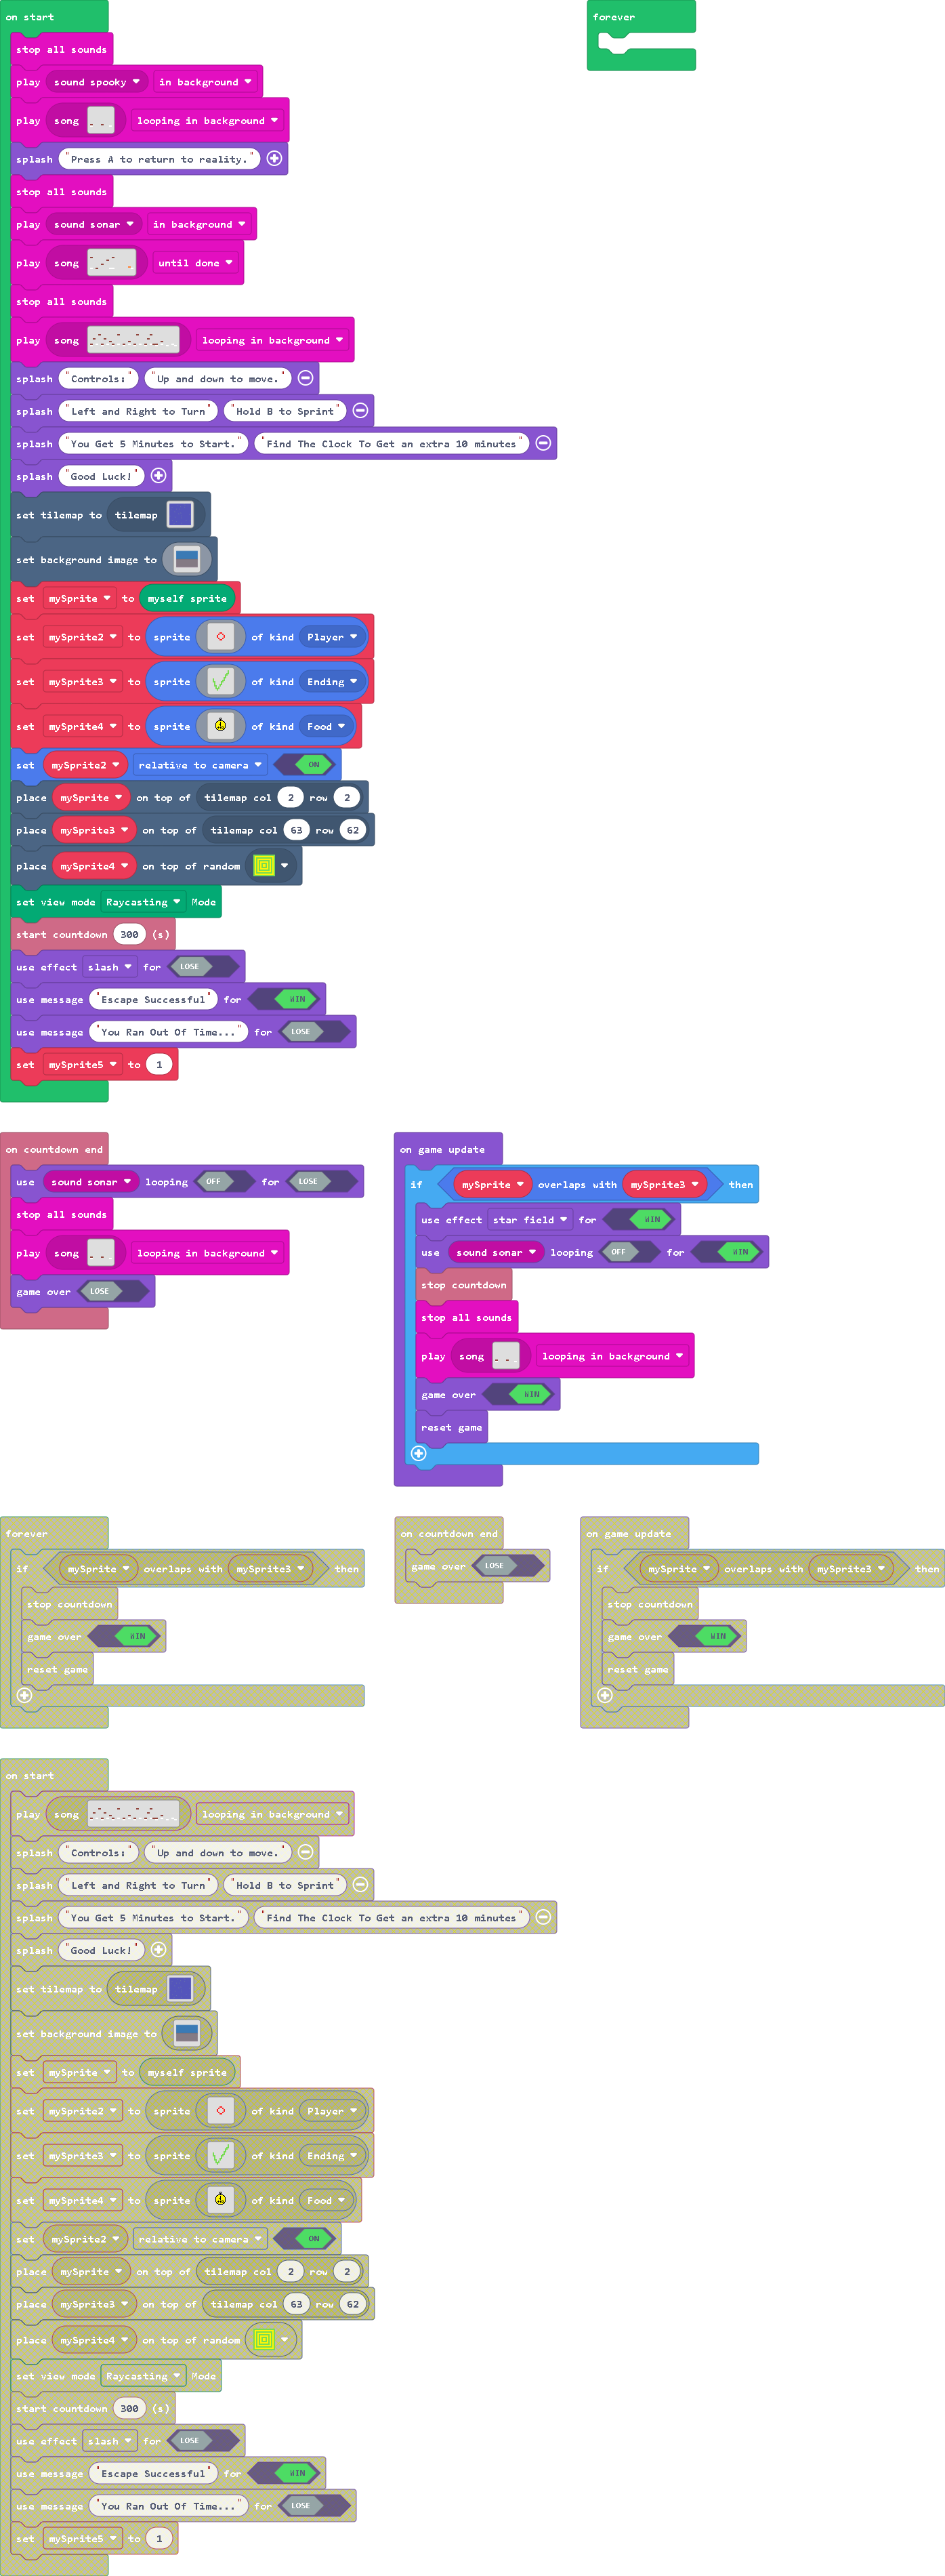 on start
forever
stop all sounds
play sound spooky in background
play song looping in background
splash "Press A to return to reality."
stop all sounds
play sound sonar in background
play song until done
stop all sounds
play song looping in background
splash "Controls:" "Up and down to move."
splash "Left and Right to Turn" "Hold B to Sprint"
splash "You Get 5 Minutes to Start." "Find The Clock To Get an extra 10 minutes"
splash "Good Luck!"
set tilemap to tilemap
set background image to
set mySprite to myself sprite
set mySprite2 to sprite of kind Player
set mySprite3 to sprite of kind Ending
set mySprite4 to sprite of kind Food
set mySprite2 relative to camera ON
place mySprite on top of tilemap col 2 row 2
place mySprite3 on top of tilemap col 63 row 62
place mySprite4 on top of random
set view mode Raycasting Mode
start countdown 300 (s)
use effect slash for LOSE
use message "Escape Successful" for WIN
use message "You Ran Out Of Time..." for LOSE
set mySprite5 to 1
on countdown end
use sound sonar looping OFF for LOSE
stop all sounds
play song looping in background
game over LOSE
on game update
if mySprite overlaps with mySprite3 then
use effect star field for WIN
use sound sonar looping OFF for WIN
stop countdown
stop all sounds
play song looping in background
game over WIN
reset game
forever
if mySprite overlaps with mySprite3 then
stop countdown
game over WIN
reset game
on countdown end
game over LOSE
on game update
if mySprite overlaps with mySprite3 then
stop countdown
game over WIN
reset game
on start
play song looping in background
splash "Controls:" "Up and down to move."
splash "Left and Right to Turn" "Hold B to Sprint"
splash "You Get 5 Minutes to Start." "Find The Clock To Get an extra 10 minutes"
splash "Good Luck!"
set tilemap to tilemap
set background image to
set mySprite to myself sprite
set mySprite2 to sprite of kind Player
set mySprite3 to sprite of kind Ending
set mySprite4 to sprite of kind Food
set mySprite2 relative to camera ON
place mySprite on top of tilemap col 2 row 2
place mySprite3 on top of tilemap col 63 row 62
place mySprite4 on top of random
set view mode Raycasting Mode
start countdown 300 (s)
use effect slash for LOSE
use message "Escape Successful" for WIN
use message "You Ran Out Of Time..." for LOSE
set mySprite5 to 1